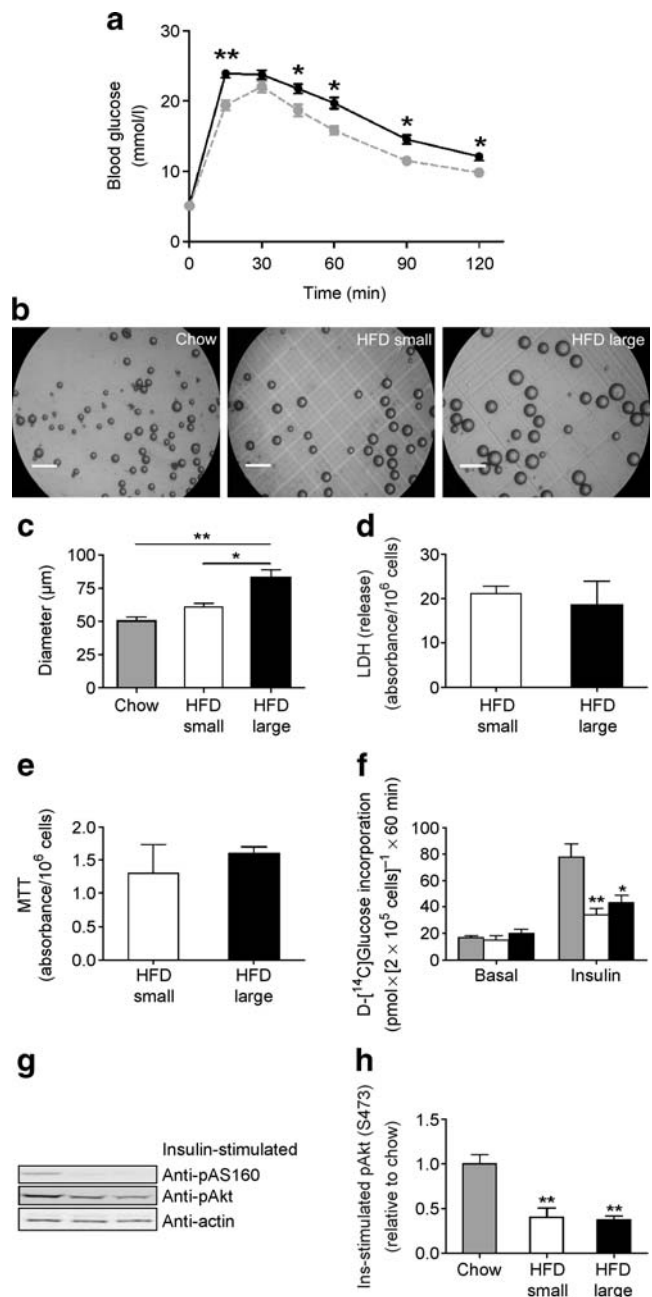 a
Blood glucose
(mmol/l)
30
20
10
0
** * * * *
0 30 60 90 120
Time (min)
b
Chow
HFD small
HFD large
c
Diameter (µm)
100
75
50
25
0
**
*
Chow
HFD
small
HFD
large
d
LDH (release)
(absorbance/10⁶ cells)
30
20
10
0
HFD
small
HFD
large
e
MTT
(absorbance/10⁶ cells)
2.0
1.5
1.0
0.5
0.0
HFD
small
HFD
large
f
D-[¹⁴C]Glucose incorporation
(pmol×[2 × 10⁵ cells]⁻¹ × 60 min)
100
80
60
40
20
0
**
*
Basal
Insulin
g
Insulin-stimulated
Anti-pAS160
Anti-pAkt
Anti-actin
h
Ins-stimulated pAkt (S473)
(relative to chow)
1.5
1.0
0.5
0.0
**
**
Chow
HFD
small
HFD
large